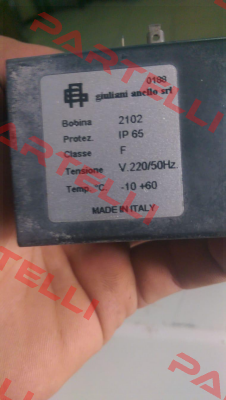 0188
giuliani anello srl
Bobina 2102
Protez. IP 65
Classe F
Tensione V.220/50Hz.
Temp. °C. -10 +60
MADE IN ITALY
PARTELLI
PARTELLI
PARTELLI
PARTELLI